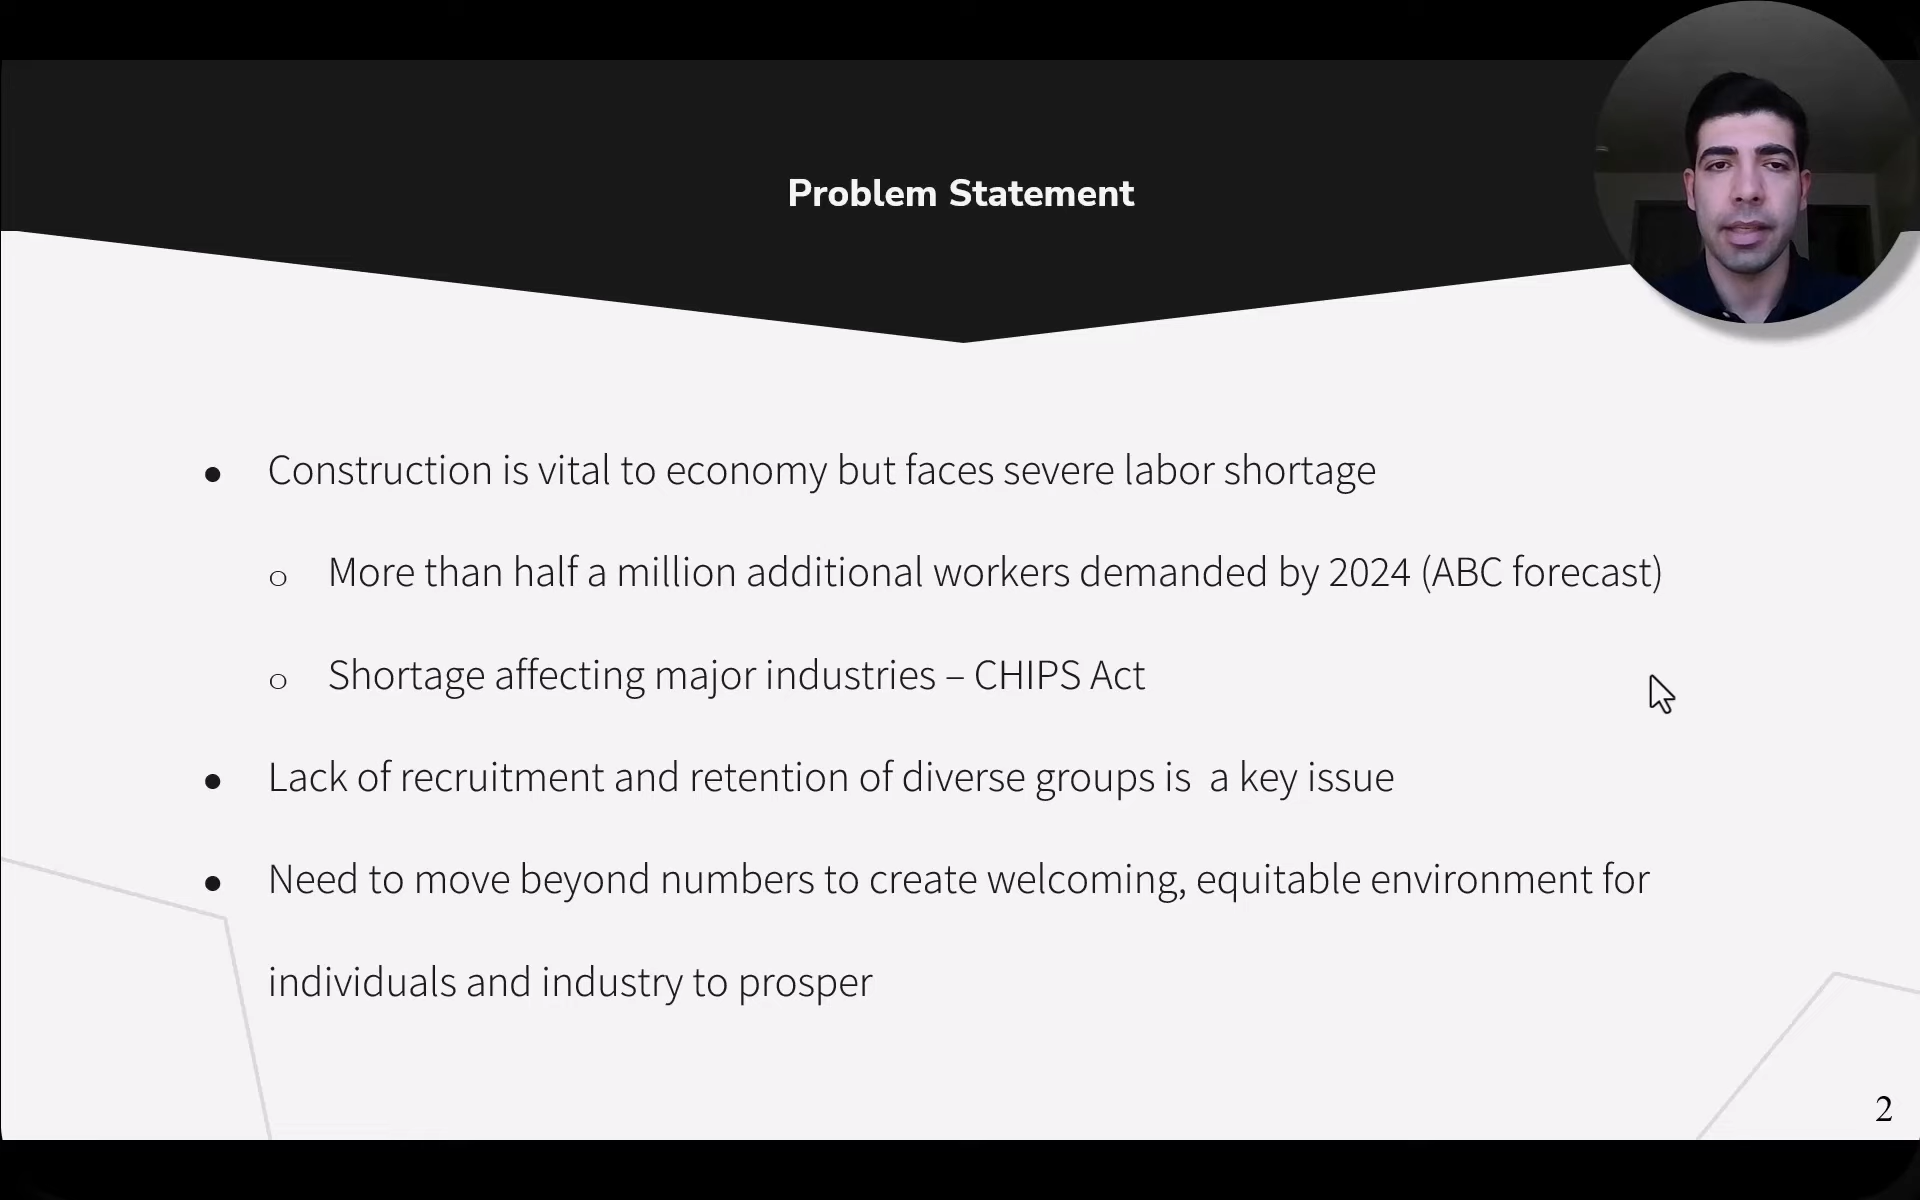 Problem Statement
● Construction is vital to economy but faces severe labor shortage
o More than half a million additional workers demanded by 2024 (ABC forecast)
o Shortage affecting major industries – CHIPS Act
● Lack of recruitment and retention of diverse groups is  a key issue
● Need to move beyond numbers to create welcoming, equitable environment for
individuals and industry to prosper
2